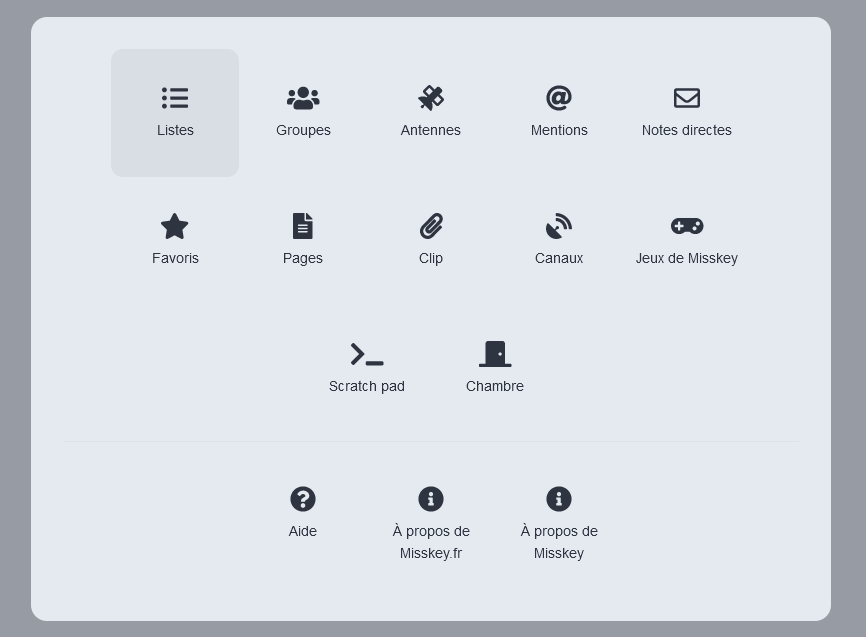 Listes
Groupes
Antennes
Mentions
Notes directes
Favoris
Pages
Clip
Canaux
Jeux de Misskey
Scratch pad
Chambre
Aide
À propos de
Misskey.fr
À propos de
Misskey